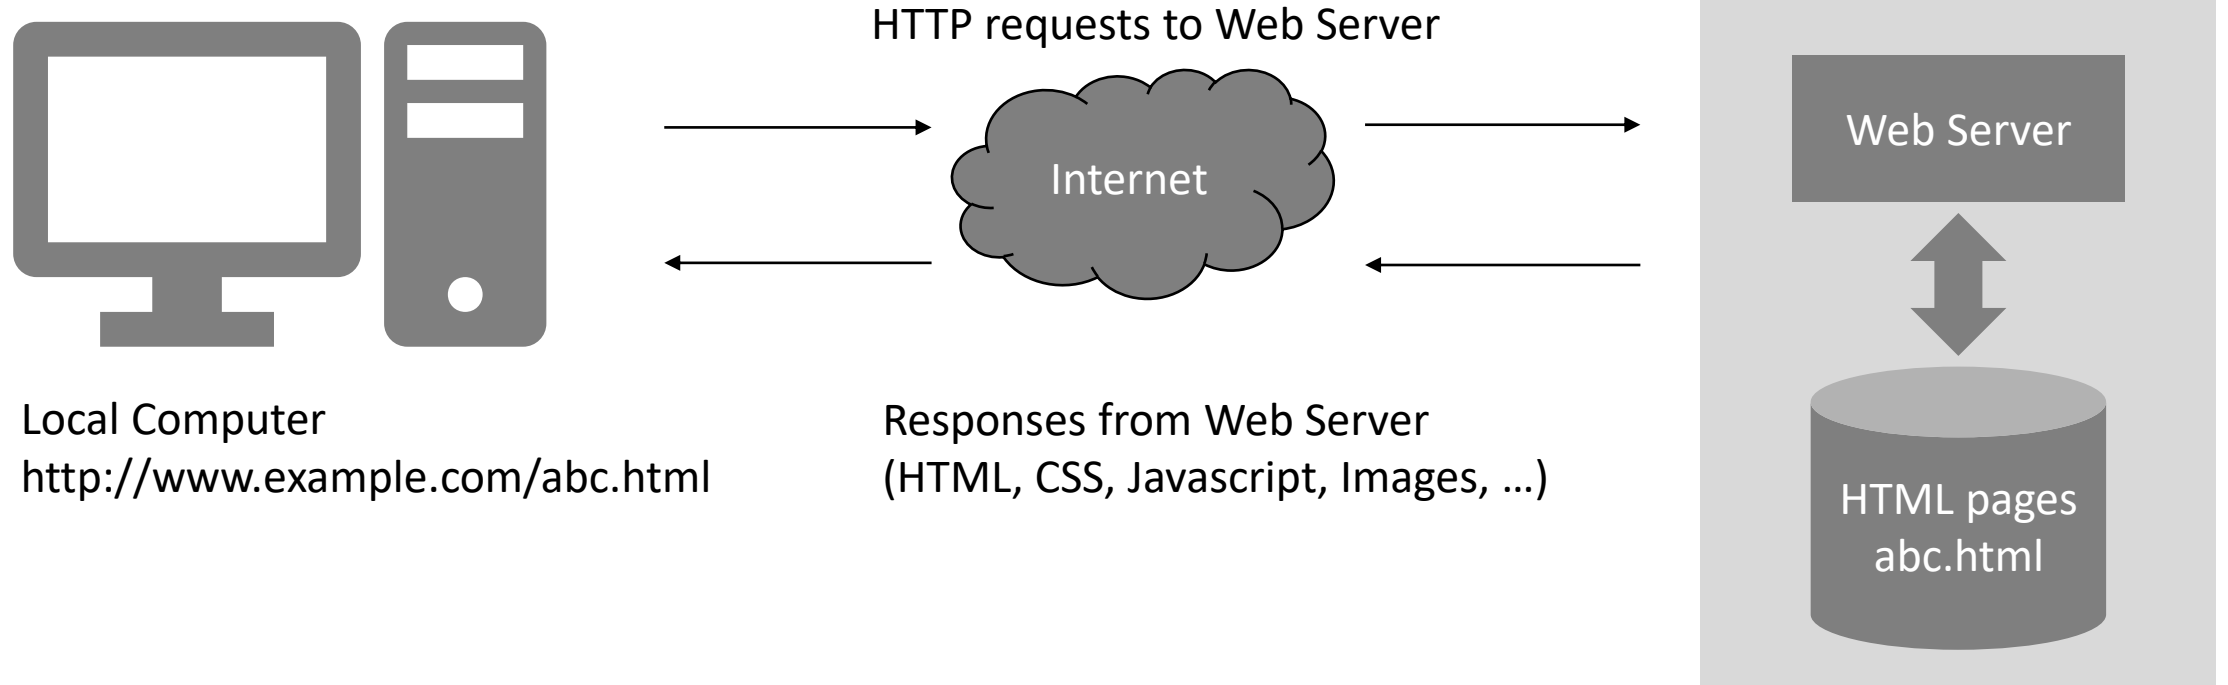 HTTP requests to Web Server
Internet
Web Server
Local Computer
http://www.example.com/abc.html
Responses from Web Server
(HTML, CSS, Javascript, Images, …)
HTML pages
abc.html